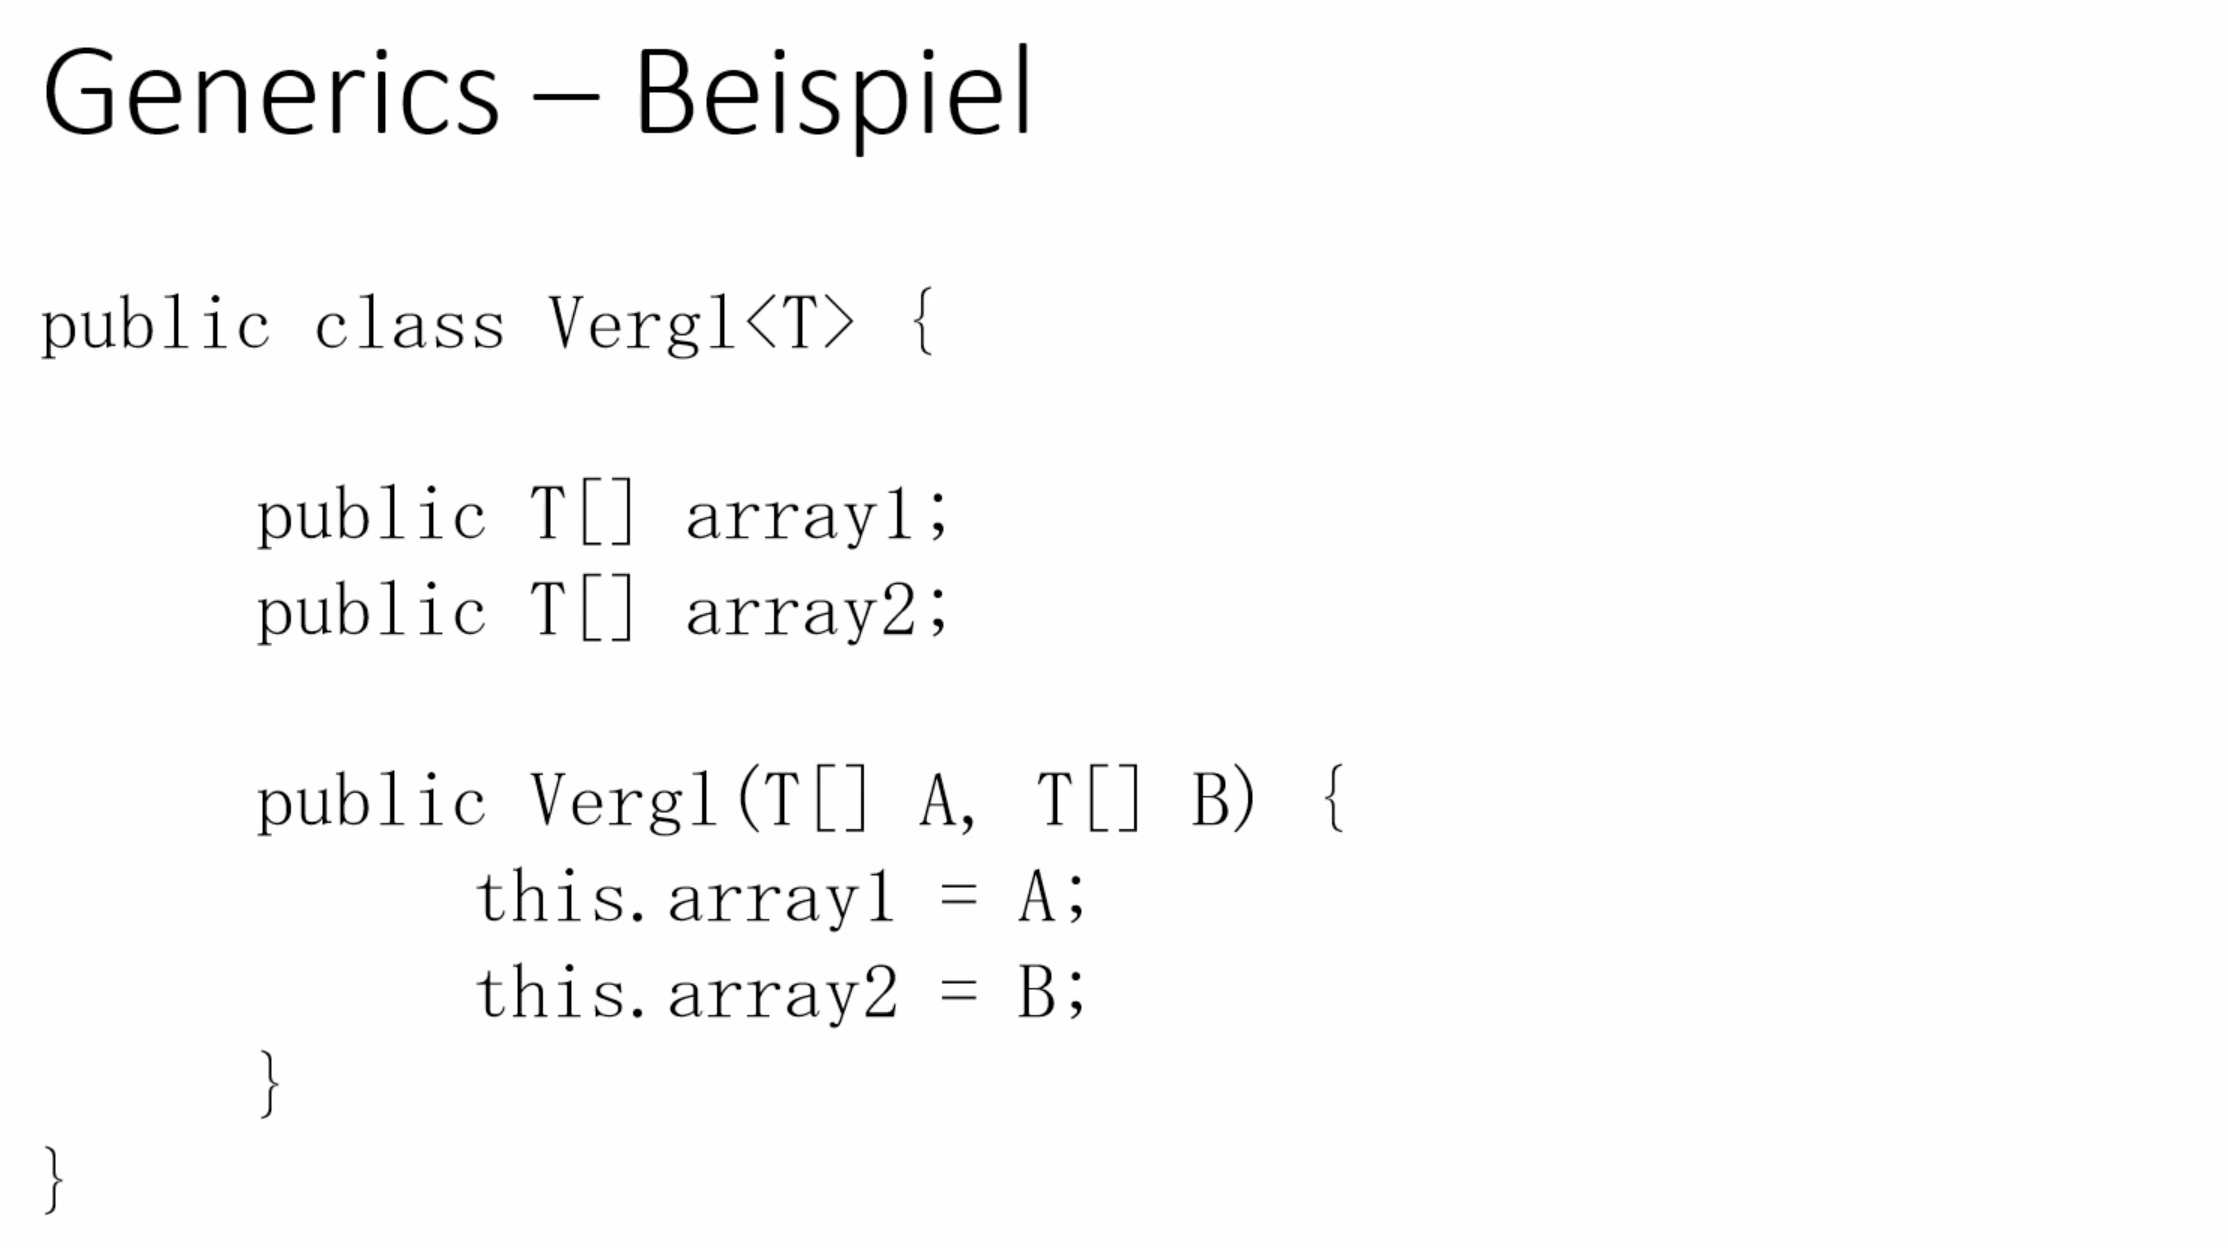 Generics – Beispiel
public class Vergl<T> {
public T[] array1;
public T[] array2;
public Vergl(T[] A, T[] B) {
this.array1 = A;
this.array2 = B;
}
}